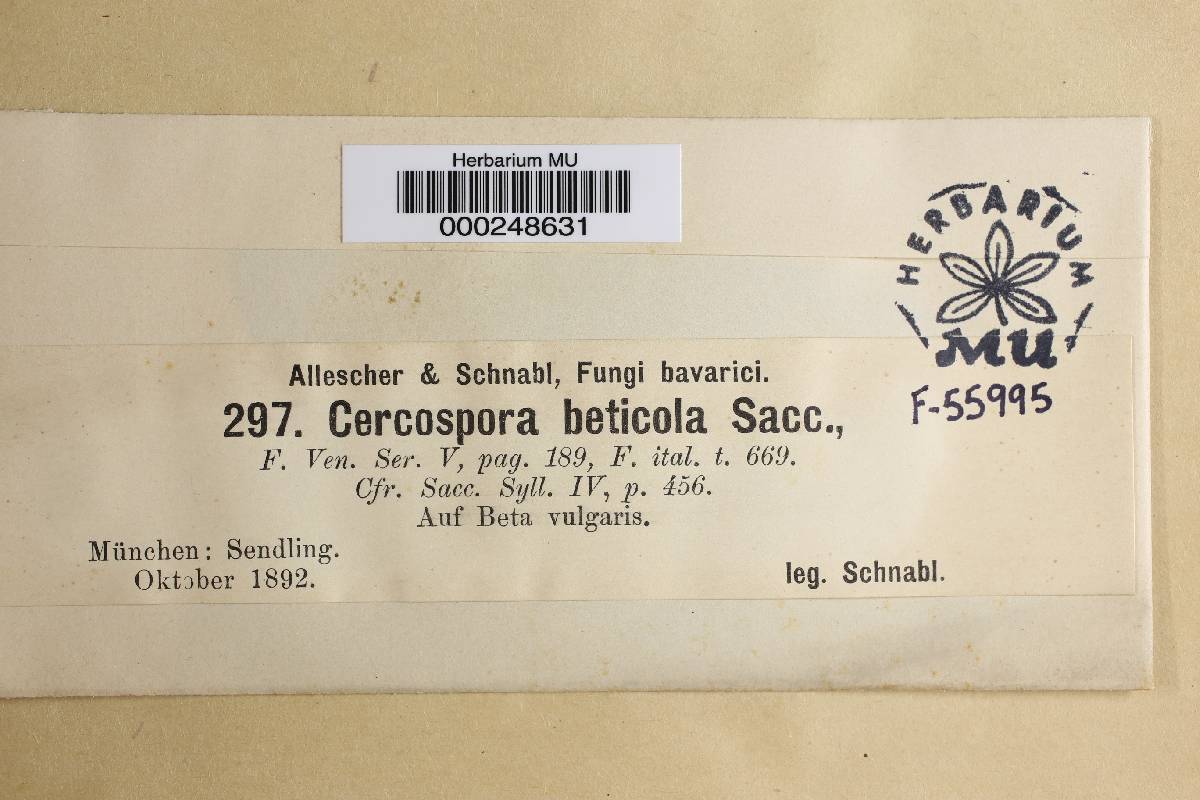 Herbarium MU
000248631
HERBARIUM
MU
F-55995
Allescher & Schnabl, Fungi bavarici.
297. Cercospora beticola Sacc.,
F. Ven. Ser. V, pag. 189, F. ital. t. 669.
Cfr. Sacc. Syll. IV, p. 456.
Auf Beta vulgaris.
München: Sendling.
Oktober 1892.
leg. Schnabl.